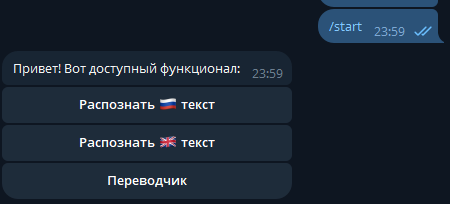 /start 23:59
Привет! Вот доступный функционал: 23:59
Распознать 🇷🇺 текст
Распознать 🇬🇧 текст
Переводчик